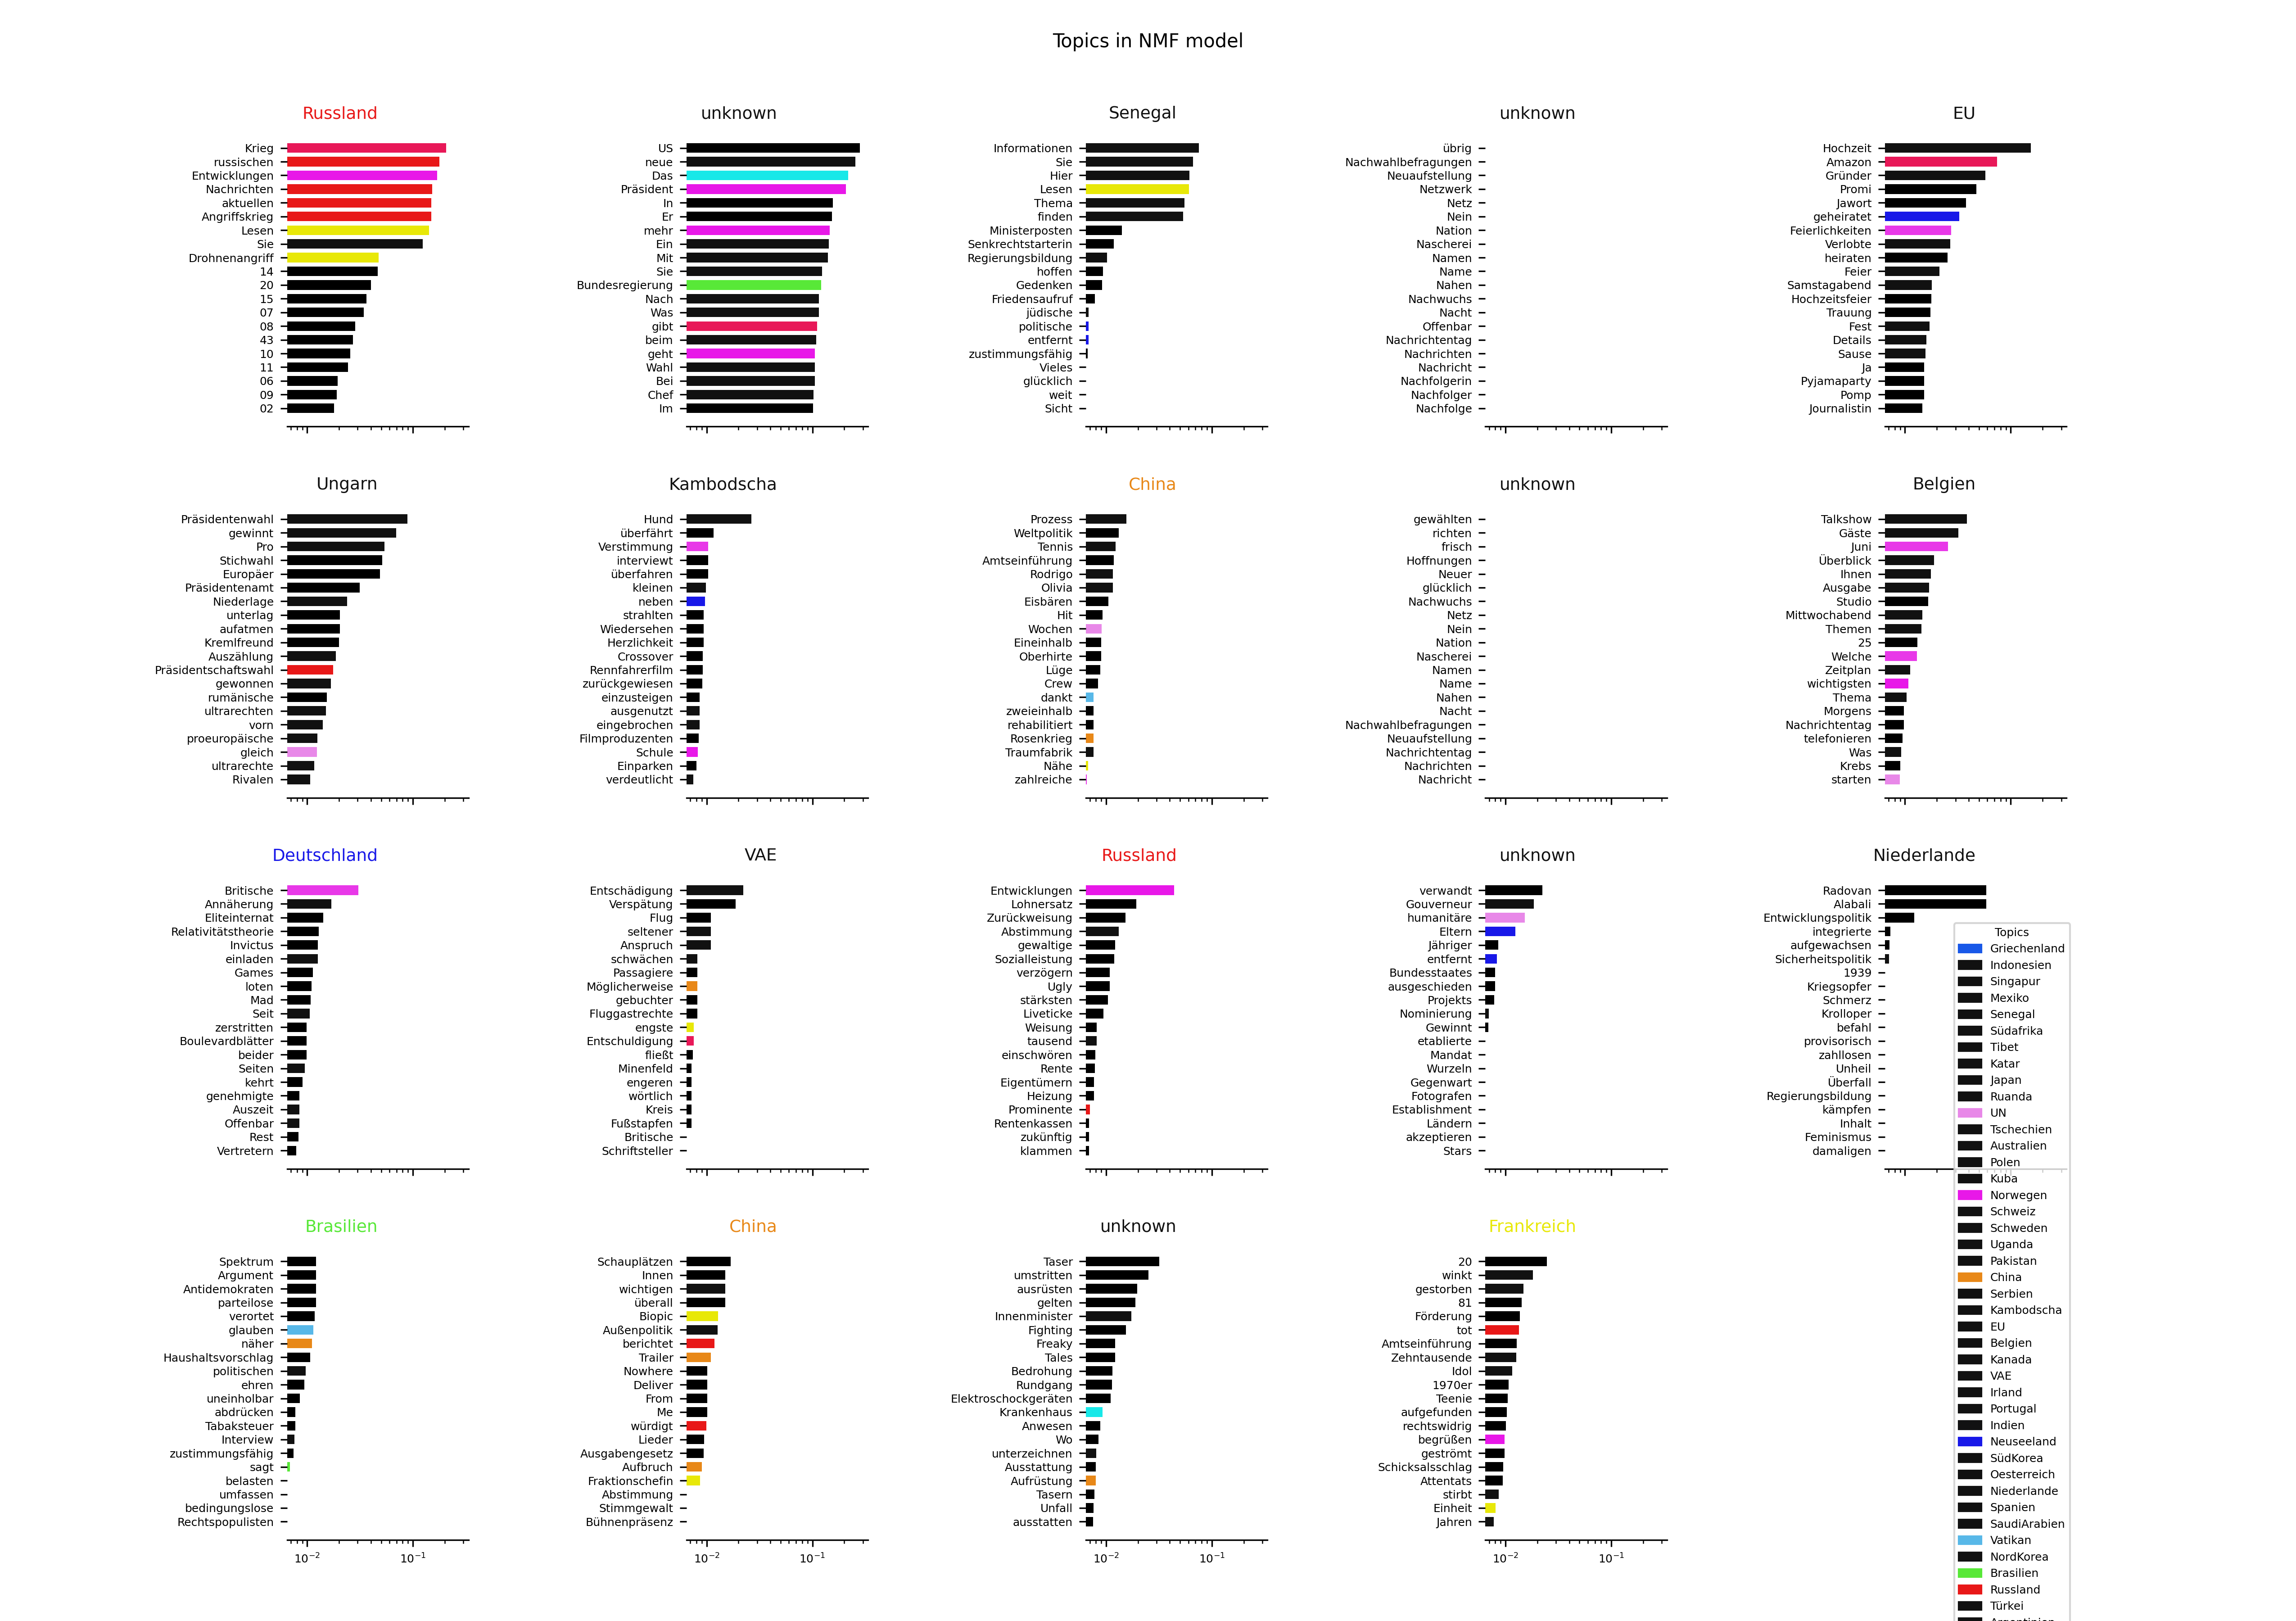 Topics in NMF model
Russland
Krieg
russischen
Entwicklungen
Nachrichten
aktuellen
Angriffskrieg
Lesen
Sie
Drohnenangriff
14
20
15
07
08
43
10
11
06
09
02
unknown
US
neue
Das
Präsident
In
Er
mehr
Ein
Mit
Sie
Bundesregierung
Nach
Was
gibt
beim
geht
Wahl
Bei
Chef
Im
Senegal
Informationen
Sie
Hier
Lesen
Thema
finden
Ministerposten
Senkrechtstarterin
Regierungsbildung
hoffen
Gedenken
Friedensaufruf
jüdische
politische
entfernt
zustimmungsfähig
Vieles
glücklich
weit
Sicht
unknown
übrig
Nachwahlbefragungen
Neuaufstellung
Netzwerk
Netz
Nein
Nation
Nascherei
Namen
Name
Nahen
Nachwuchs
Nacht
Offenbar
Nachrichtentag
Nachrichten
Nachricht
Nachfolgerin
Nachfolger
Nachfolge
EU
Hochzeit
Amazon
Gründer
Promi
Jawort
geheiratet
Feierlichkeiten
Verlobte
heiraten
Feier
Samstagabend
Hochzeitsfeier
Trauung
Fest
Details
Sause
Ja
Pyjamaparty
Pomp
Journalistin
Ungarn
Präsidentenwahl
gewinnt
Pro
Stichwahl
Europäer
Präsidentenamt
Niederlage
unterlag
aufatmen
Kremlfreund
Auszählung
Präsidentschaftswahl
gewonnen
rumänische
ultrarechten
vorn
proeuropäische
gleich
ultrarechte
Rivalen
Kambodscha
Hund
überfährt
Verstimmung
interviewt
überfahren
kleinen
neben
strahlten
Wiedersehen
Herzlichkeit
Crossover
Rennfahrerfilm
zurückgewiesen
einzusteigen
ausgenutzt
eingebrochen
Filmproduzenten
Schule
Einparken
verdeutlicht
China
Prozess
Weltpolitik
Tennis
Amtseinführung
Rodrigo
Olivia
Eisbären
Hit
Wochen
Eineinhalb
Oberhirte
Lüge
Crew
dankt
zweieinhalb
rehabilitiert
Rosenkrieg
Traumfabrik
Nähe
zahlreiche
unknown
gewählten
richten
frisch
Hoffnungen
Neuer
glücklich
Nachwuchs
Netz
Nein
Nation
Nascherei
Namen
Name
Nahen
Nacht
Nachwahlbefragungen
Neuaufstellung
Nachrichtentag
Nachrichten
Nachricht
Belgien
Talkshow
Gäste
Juni
Überblick
Ihnen
Ausgabe
Studio
Mittwochabend
Themen
25
Welche
Zeitplan
wichtigsten
Thema
Morgens
Nachrichtentag
telefonieren
Was
Krebs
starten
Deutschland
Britische
Annäherung
Eliteinternat
Relativitätstheorie
Invictus
einladen
Games
loten
Mad
Seit
zerstritten
Boulevardblätter
beider
Seiten
kehrt
genehmigte
Auszeit
Offenbar
Rest
Vertretern
VAE
Entschädigung
Verspätung
Flug
seltener
Anspruch
schwächen
Passagiere
Möglicherweise
gebuchter
Fluggastrechte
engste
Entschuldigung
fließt
Minenfeld
engeren
wörtlich
Kreis
Fußstapfen
Britische
Schriftsteller
Russland
Entwicklungen
Lohnersatz
Zurückweisung
Abstimmung
gewaltige
Sozialleistung
verzögern
Ugly
stärksten
Liveticke
Weisung
tausend
einschwören
Rente
Eigentümern
Heizung
Prominente
Rentenkassen
zukünftig
klammen
unknown
verwandt
Gouverneur
humanitäre
Eltern
Jähriger
entfernt
Bundesstaates
ausgeschieden
Projekts
Nominierung
Gewinnt
etablierte
Mandat
Wurzeln
Gegenwart
Fotografen
Establishment
Ländern
akzeptieren
Stars
Niederlande
Radovan
Alabali
Entwicklungspolitik
integrierte
aufgewachsen
Sicherheitspolitik
1939
Kriegsopfer
Schmerz
Krolloper
befahl
provisorisch
zahllosen
Unheil
Überfall
Regierungsbildung
kämpfen
Inhalt
Feminismus
damaligen
Brasilien
Spektrum
Argument
Antidemokraten
parteilose
verortet
glauben
näher
Haushaltsvorschlag
politischen
ehren
uneinholbar
abdrücken
Tabaksteuer
Interview
zustimmungsfähig
sagt
belasten
umfassen
bedingungslose
Rechtspopulisten
10⁻² 10⁻¹
China
Schauplätzen
Innen
wichtigen
überall
Biopic
Außenpolitik
berichtet
Trailer
Nowhere
Deliver
From
Me
würdigt
Lieder
Ausgabengesetz
Aufbruch
Fraktionschefin
Abstimmung
Stimmgewalt
Bühnenpräsenz
10⁻² 10⁻¹
unknown
Taser
umstritten
ausrüsten
gelten
Innenminister
Fighting
Freaky
Tales
Bedrohung
Rundgang
Elektroschockgeräten
Krankenhaus
Anwesen
Wo
unterzeichnen
Ausstattung
Aufrüstung
Tasern
Unfall
ausstatten
10⁻² 10⁻¹
Frankreich
20
winkt
gestorben
81
Förderung
tot
Amtseinführung
Zehntausende
Idol
1970er
Teenie
aufgefunden
rechtswidrig
begrüßen
geströmt
Schicksalsschlag
Attentats
stirbt
Einheit
Jahren
10⁻² 10⁻¹
Topics
Griechenland
Indonesien
Singapur
Mexiko
Senegal
Südafrika
Tibet
Katar
Japan
Ruanda
UN
Tschechien
Australien
Polen
Kuba
Norwegen
Schweiz
Schweden
Uganda
Pakistan
China
Serbien
Kambodscha
EU
Belgien
Kanada
VAE
Irland
Portugal
Indien
Neuseeland
SüdKorea
Oesterreich
Niederlande
Spanien
SaudiArabien
Vatikan
NordKorea
Brasilien
Russland
Türkei